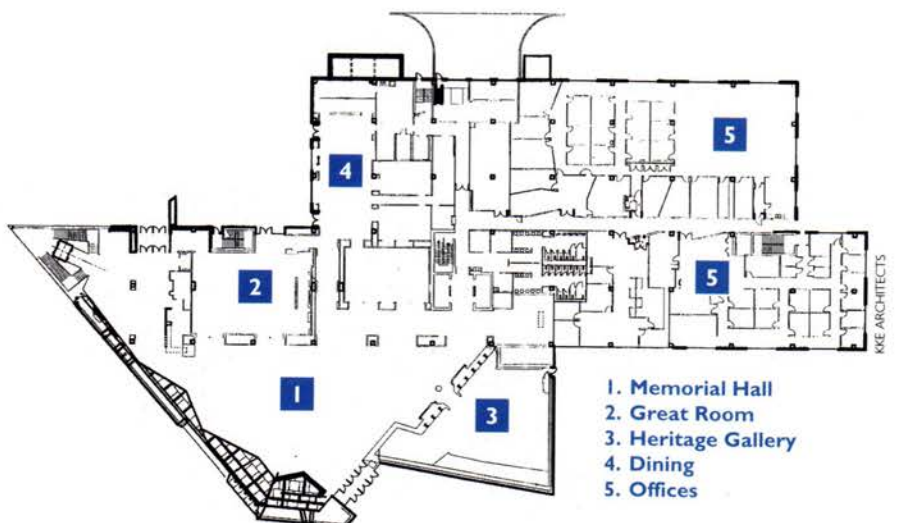 5
4
2
5
1
3
KKE ARCHITECTS
1. Memorial Hall
2. Great Room
3. Heritage Gallery
4. Dining
5. Offices